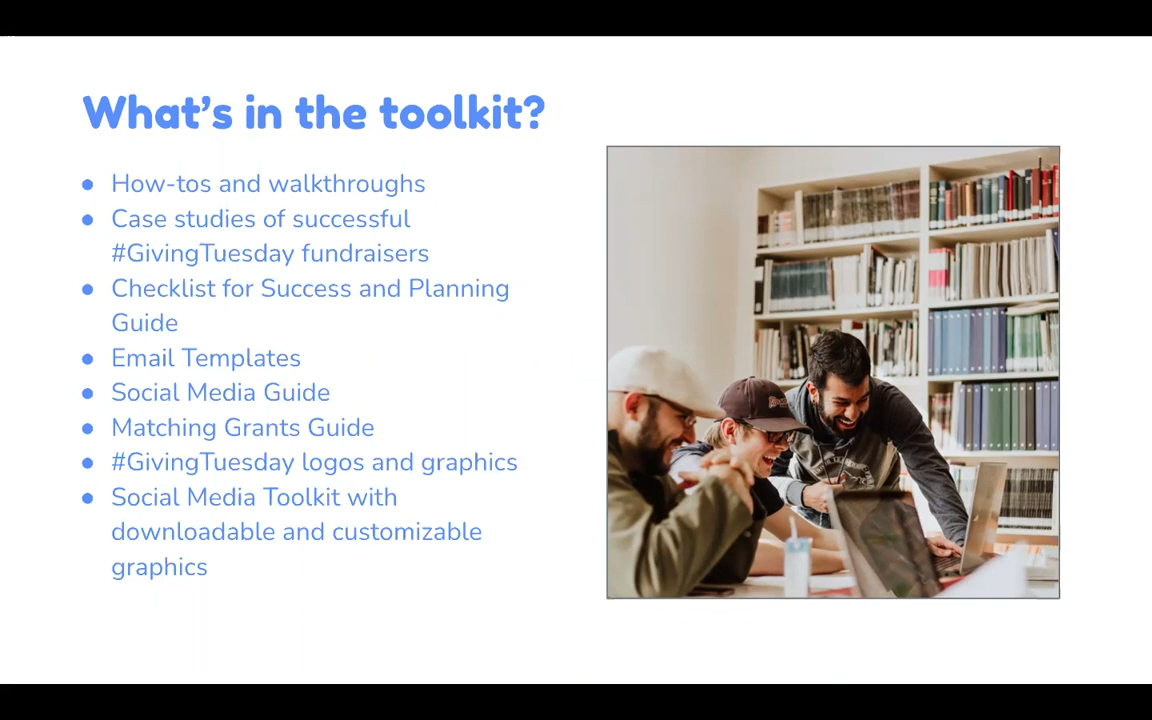 What's in the toolkit?
● How-tos and walkthroughs
● Case studies of successful
#GivingTuesday fundraisers
● Checklist for Success and Planning
Guide
● Email Templates
● Social Media Guide
● Matching Grants Guide
● #GivingTuesday logos and graphics
● Social Media Toolkit with
downloadable and customizable
graphics